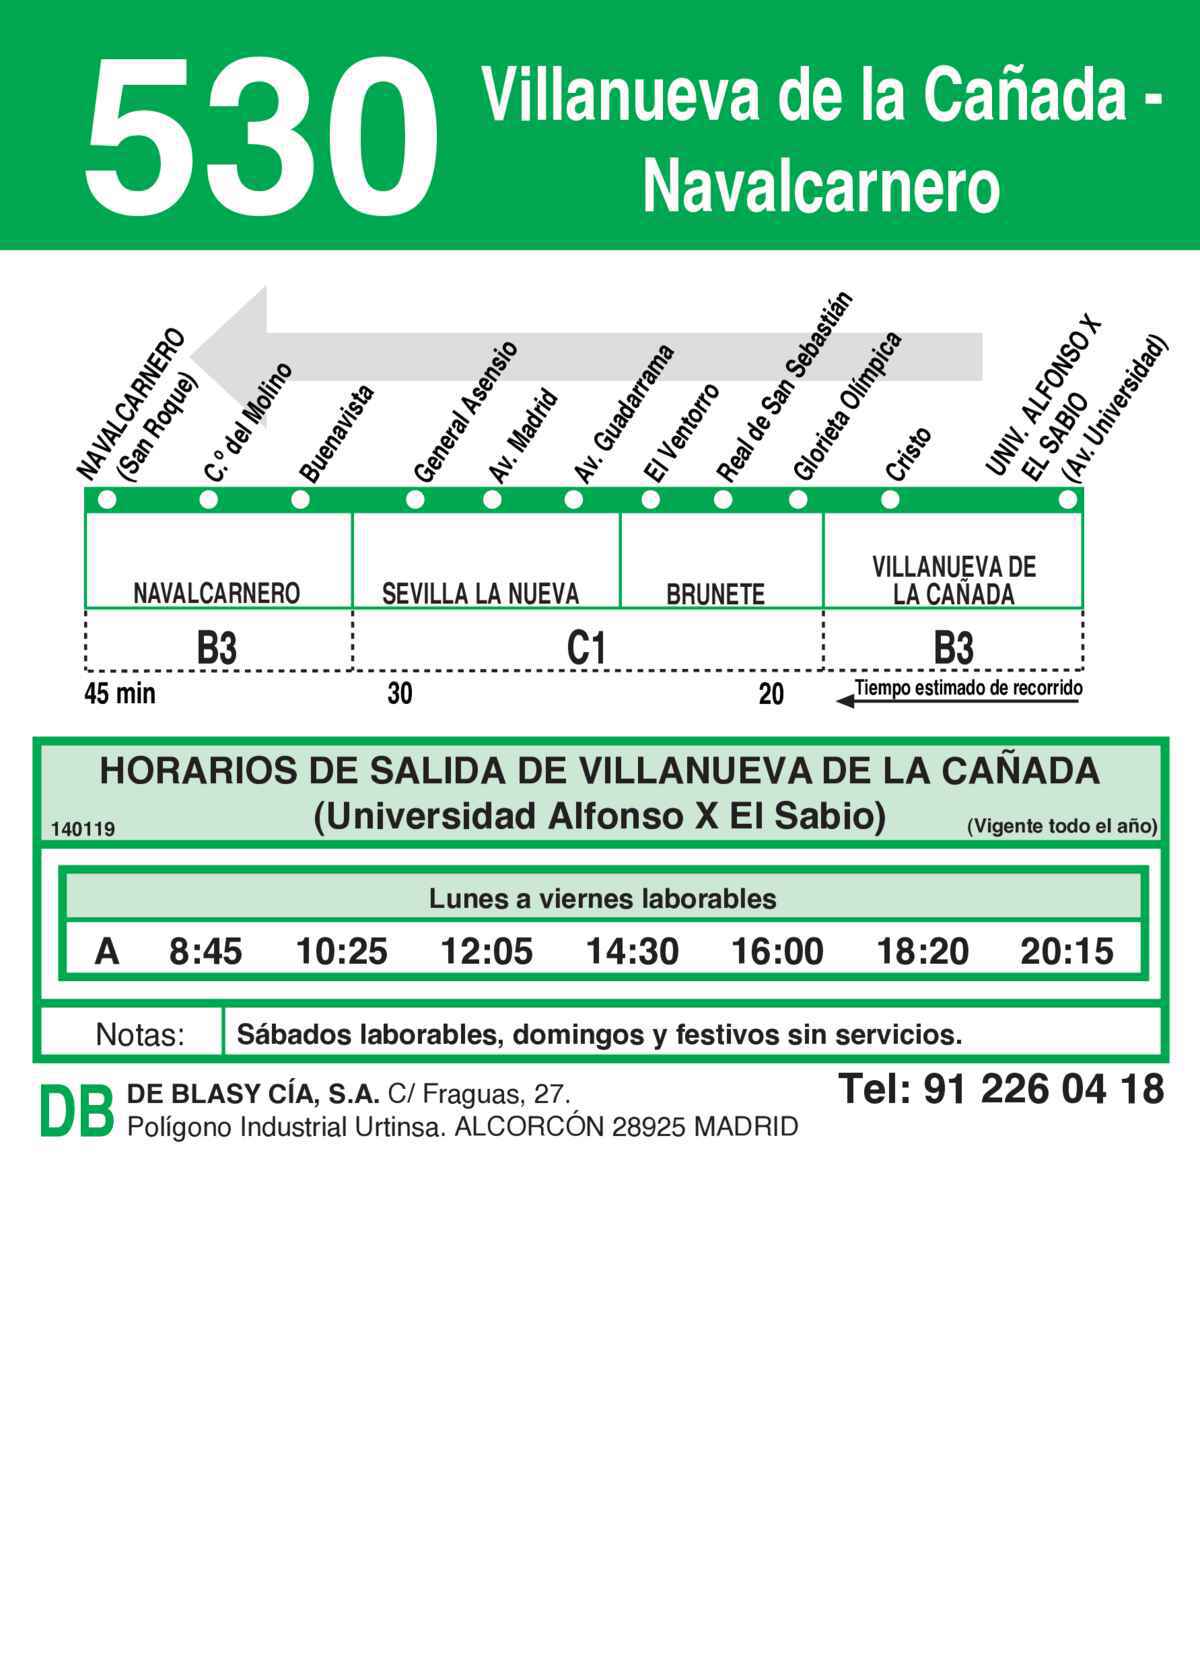 530
Villanueva de la Cañada -
Navalcarnero
NAVALCARNERO
(San Roque)
C.º del Molino
Buenavista
General Asensio
Av. Madrid
Av. Guadarrama
El Ventorro
Real de San Sebastián
Glorieta Olímpica
Cristo
UNIV. ALFONSO X
EL SABIO
(Av. Universidad)
NAVALCARNERO
SEVILLA LA NUEVA
BRUNETE
VILLANUEVA DE
LA CAÑADA
B3
C1
B3
45 min
30
20
Tiempo estimado de recorrido
HORARIOS DE SALIDA DE VILLANUEVA DE LA CAÑADA
(Universidad Alfonso X El Sabio)
140119
(Vigente todo el año)
Lunes a viernes laborables
A 8:45 10:25 12:05 14:30 16:00 18:20 20:15
Notas: Sábados laborables, domingos y festivos sin servicios.
DB
DE BLAS Y CÍA, S.A. C/ Fraguas, 27.
Polígono Industrial Urtinsa. ALCORCÓN 28925 MADRID
Tel: 91 226 04 18